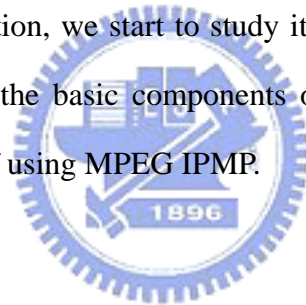 tion, we start to study it
the basic components o
using MPEG IPMP.
1896